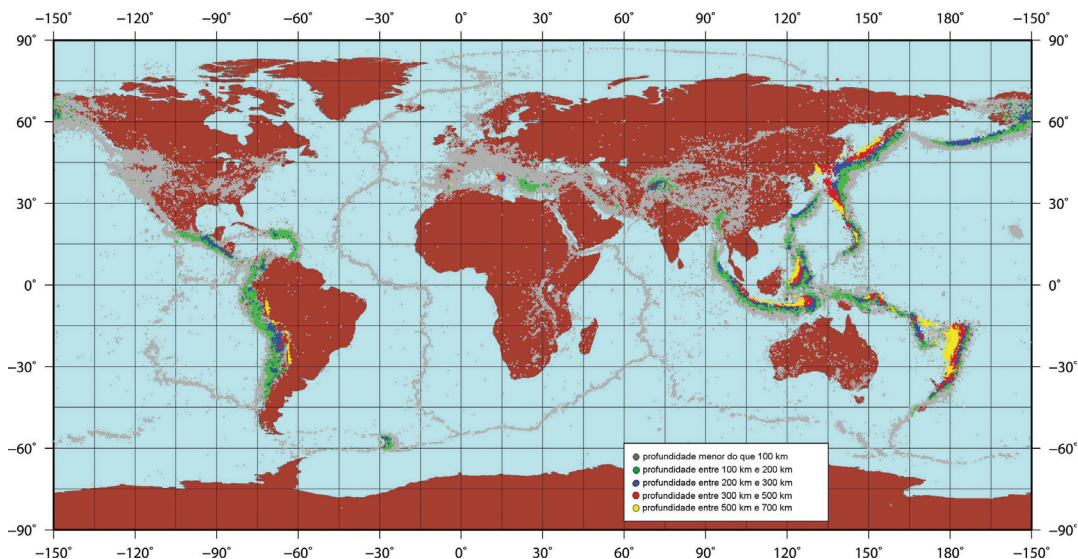 −150° −120° −90° −60° −30° 0° 30° 60° 90° 120° 150° 180° −150°
90° 90°
60° 60°
30° 30°
0° 0°
−30° −30°
−60° −60°
−90° −90°
profundidade menor do que 100 km
profundidade entre 100 km e 200 km
profundidade entre 200 km e 300 km
profundidade entre 300 km e 500 km
profundidade entre 500 km e 700 km
−150° −120° −90° −60° −30° 0° 30° 60° 90° 120° 150° 180° −150°